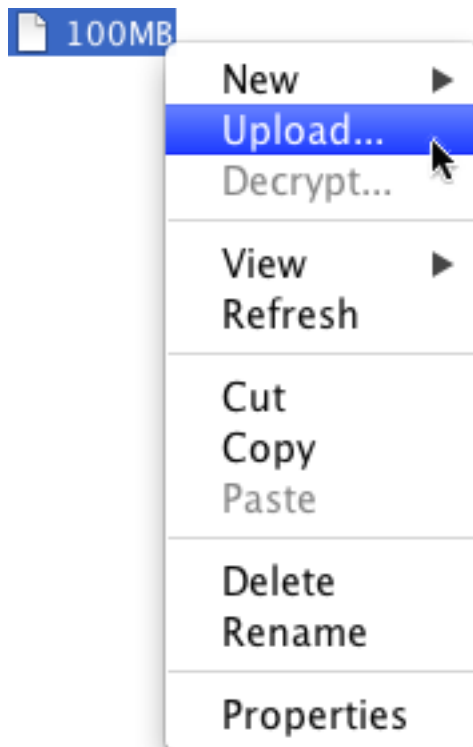 100MB
New
Upload...
Decrypt...
View
Refresh
Cut
Copy
Paste
Delete
Rename
Properties